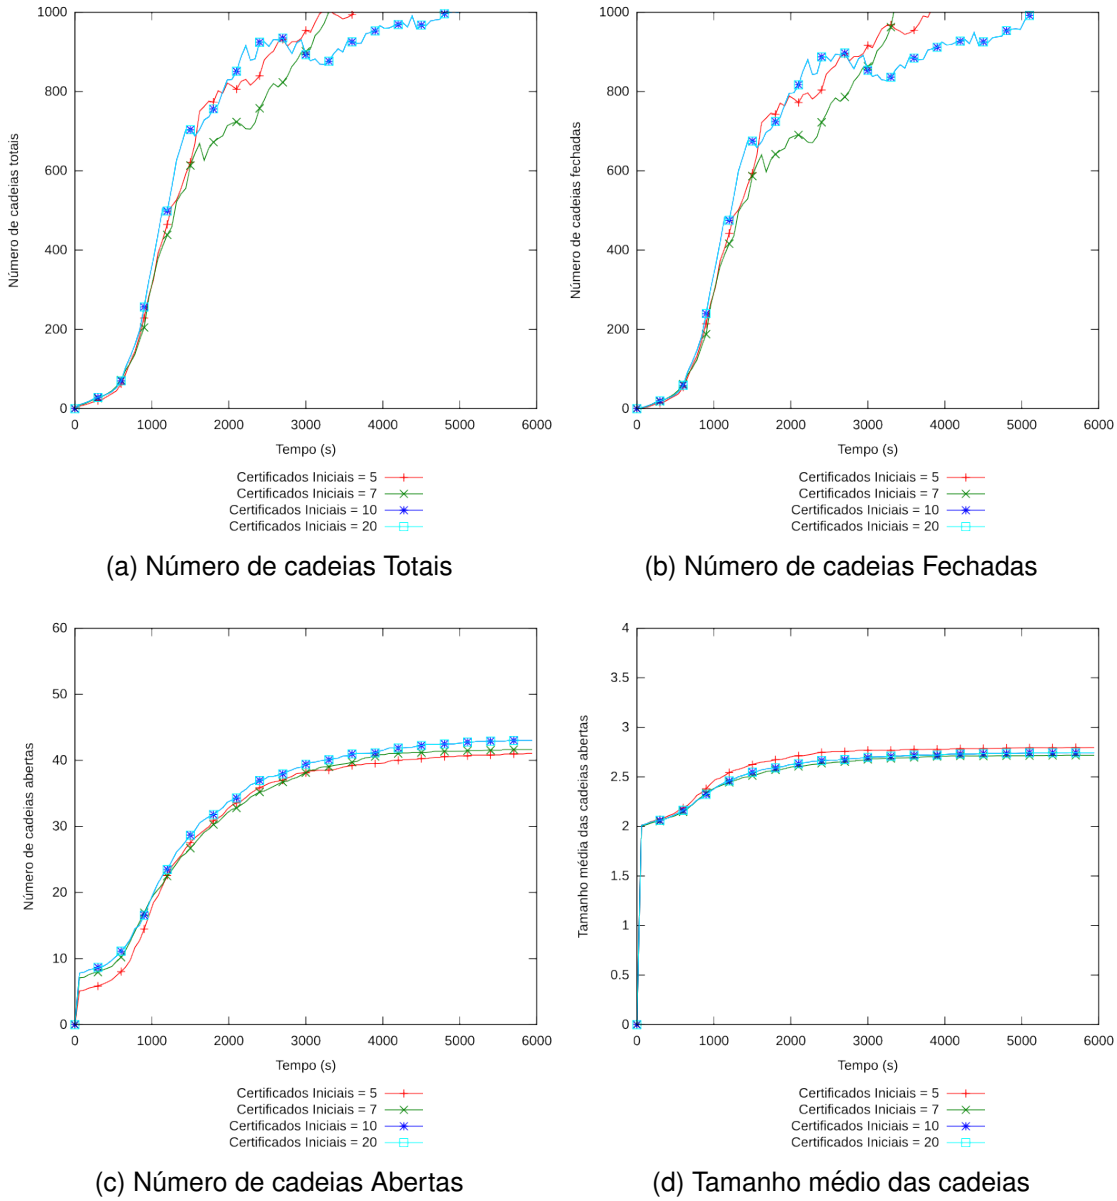 1000
800
600
400
200
0
Número de cadeias totais
0 1000 2000 3000 4000 5000 6000
Tempo (s)
Certificados Iniciais = 5
Certificados Iniciais = 7
Certificados Iniciais = 10
Certificados Iniciais = 20
(a) Número de cadeias Totais
1000
800
600
400
200
0
Número de cadeias fechadas
0 1000 2000 3000 4000 5000 6000
Tempo (s)
Certificados Iniciais = 5
Certificados Iniciais = 7
Certificados Iniciais = 10
Certificados Iniciais = 20
(b) Número de cadeias Fechadas
60
50
40
30
20
10
0
Número de cadeias abertas
0 1000 2000 3000 4000 5000 6000
Tempo (s)
Certificados Iniciais = 5
Certificados Iniciais = 7
Certificados Iniciais = 10
Certificados Iniciais = 20
(c) Número de cadeias Abertas
4
3.5
3
2.5
2
1.5
1
0.5
0
Tamanho média das cadeias abertas
0 1000 2000 3000 4000 5000 6000
Tempo (s)
Certificados Iniciais = 5
Certificados Iniciais = 7
Certificados Iniciais = 10
Certificados Iniciais = 20
(d) Tamanho médio das cadeias